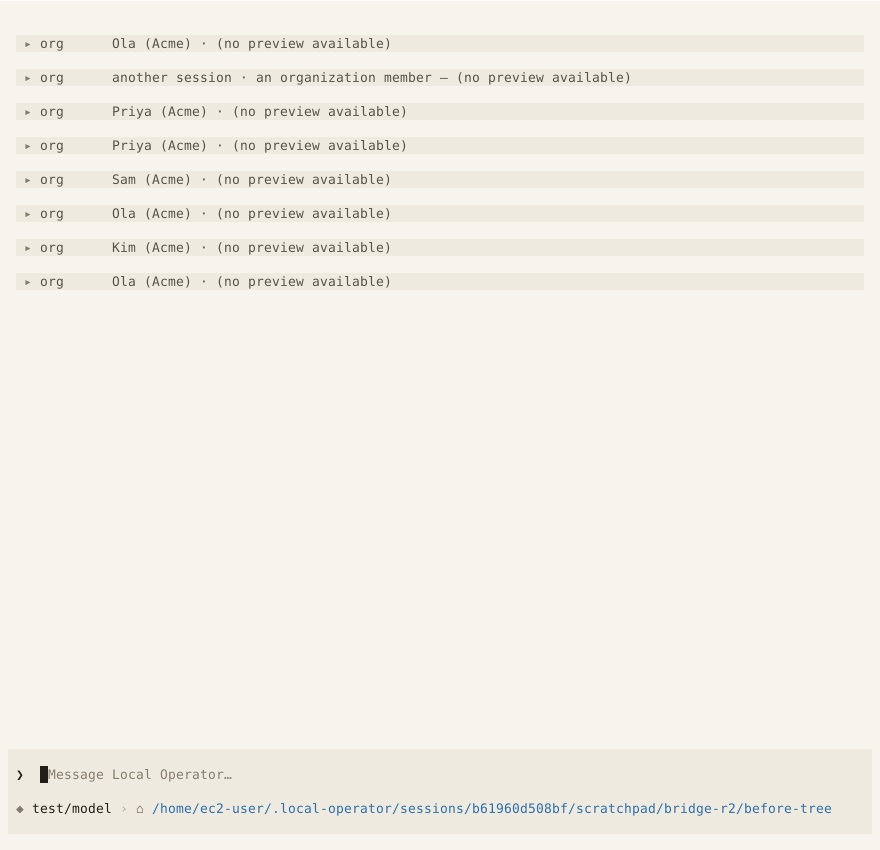 ▸ org Ola (Acme) · (no preview available)
▸ org another session · an organization member — (no preview available)
▸ org Priya (Acme) · (no preview available)
▸ org Priya (Acme) · (no preview available)
▸ org Sam (Acme) · (no preview available)
▸ org Ola (Acme) · (no preview available)
▸ org Kim (Acme) · (no preview available)
▸ org Ola (Acme) · (no preview available)
❯ Message Local Operator…
◆ test/model › ⌂ /home/ec2-user/.local-operator/sessions/b61960d508bf/scratchpad/bridge-r2/before-tree